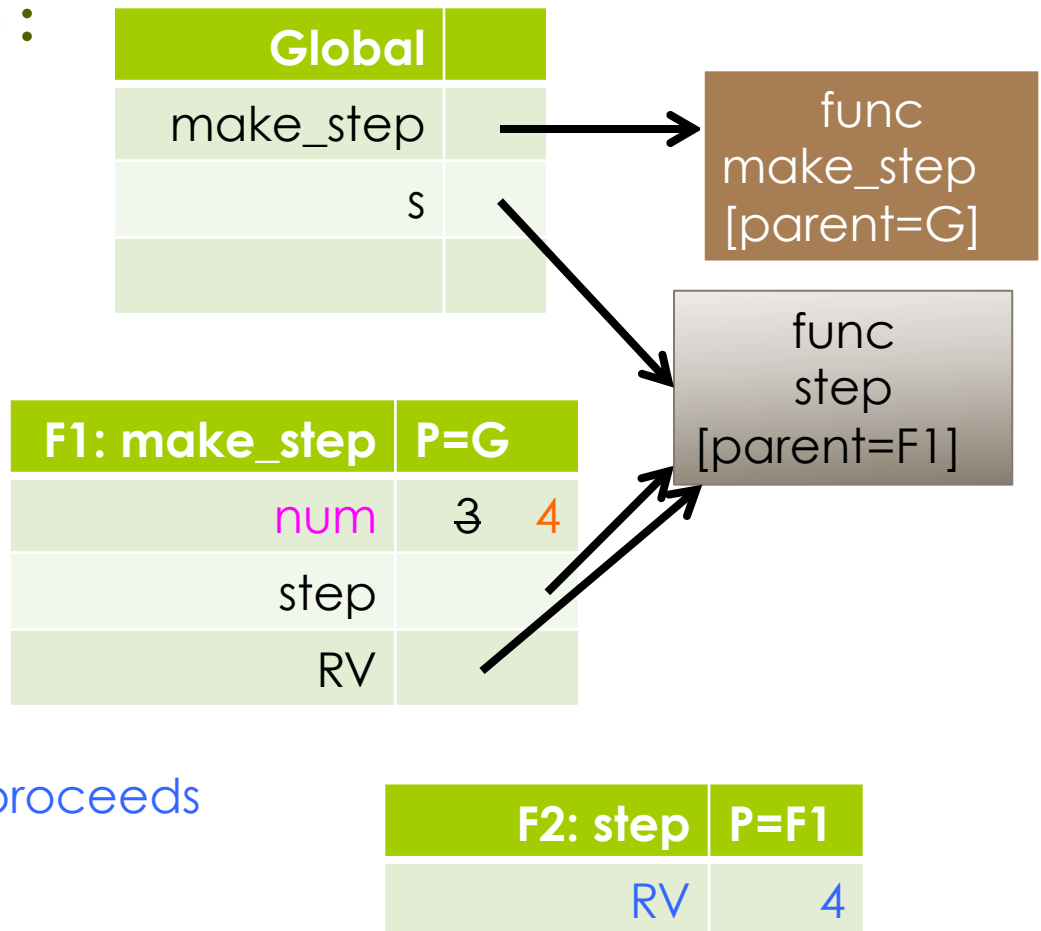 :
Global
make_step
s
func
make_step
[parent=G]
func
step
[parent=F1]
F1: make_step P=G
num 3 4
step
RV
proceeds
F2: step P=F1
RV 4